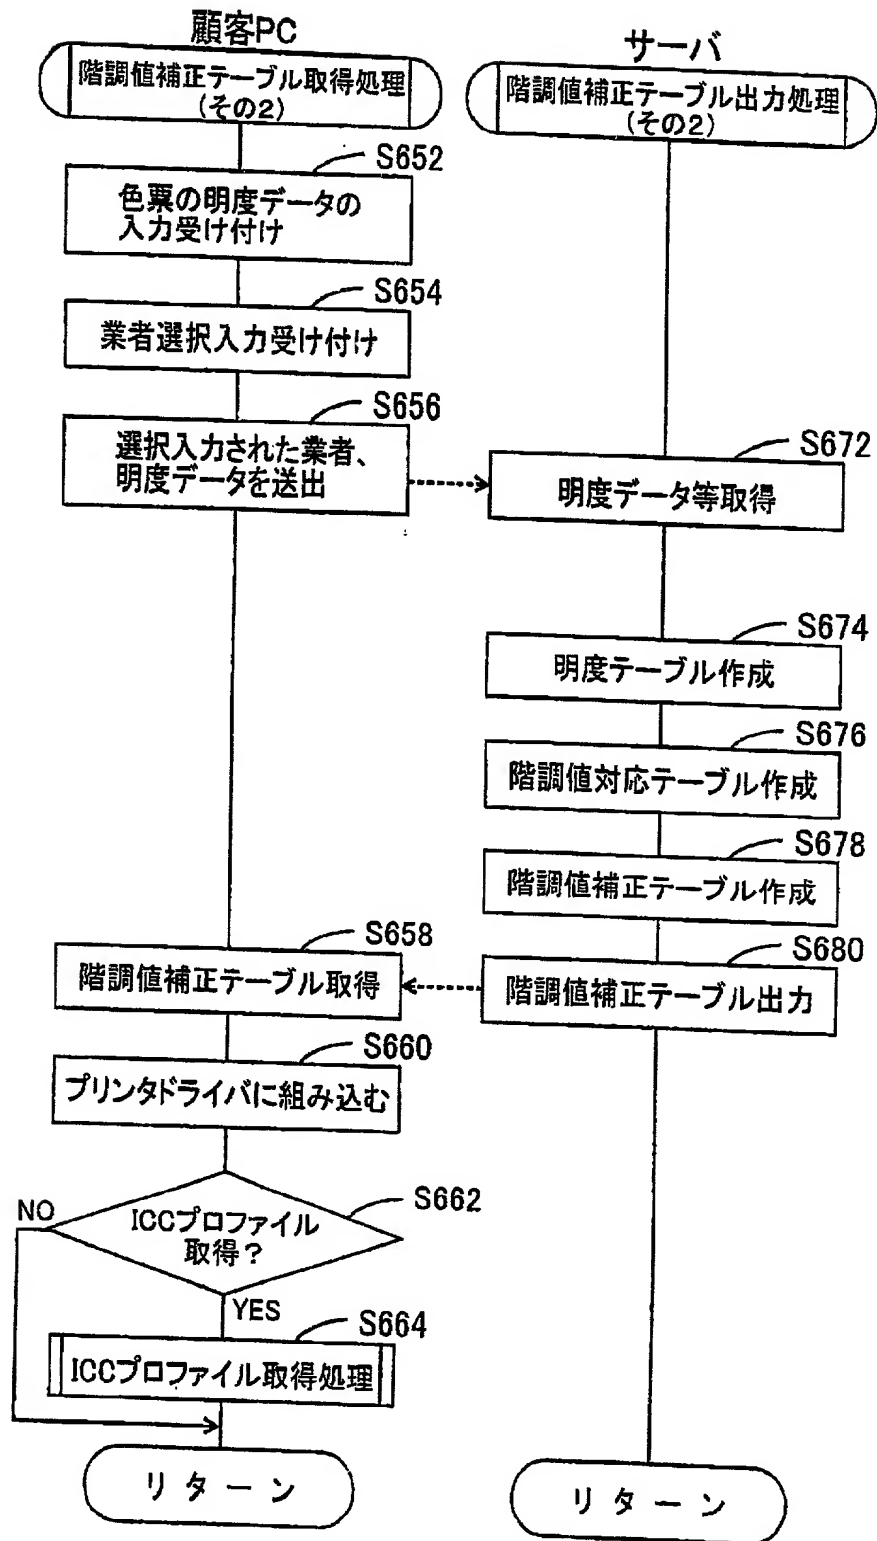 顧客PC
階調値補正テーブル取得処理
(その2)
S652
色票の明度データの
入力受け付け
S654
業者選択入力受け付け
S656
選択入力された業者、
明度データを送出
S658
階調値補正テーブル取得
S660
プリンタドライバに組み込む
S662
ICCプロファイル
取得?
NO
YES
S664
ICCプロファイル取得処理
リターン
サーバ
階調値補正テーブル出力処理
(その2)
S672
明度データ等取得
S674
明度テーブル作成
S676
階調値対応テーブル作成
S678
階調値補正テーブル作成
S680
階調値補正テーブル出力
リターン